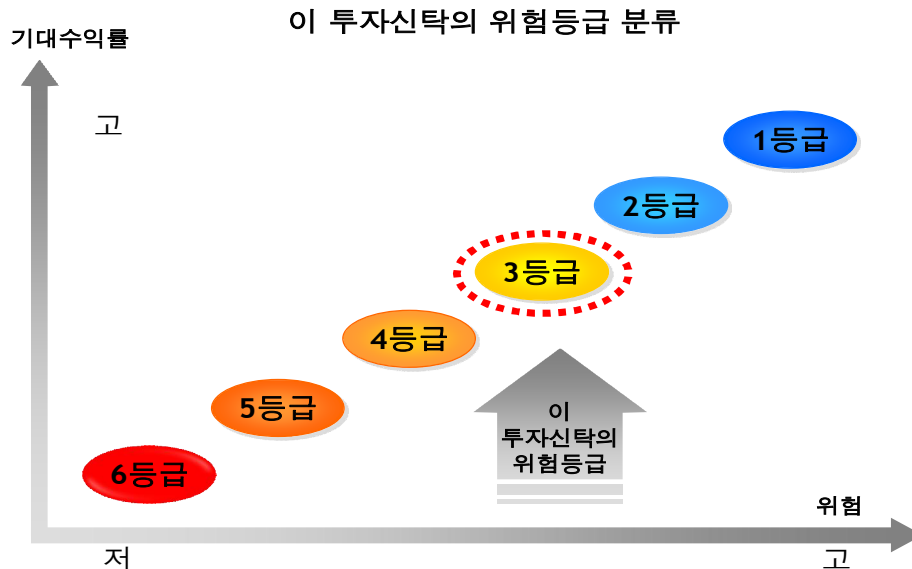 이 투자신탁의 위험등급 분류
기대수익률
고
1등급
2등급
3등급
4등급
5등급
6등급
이
투자신탁의
위험등급
위험
저
고